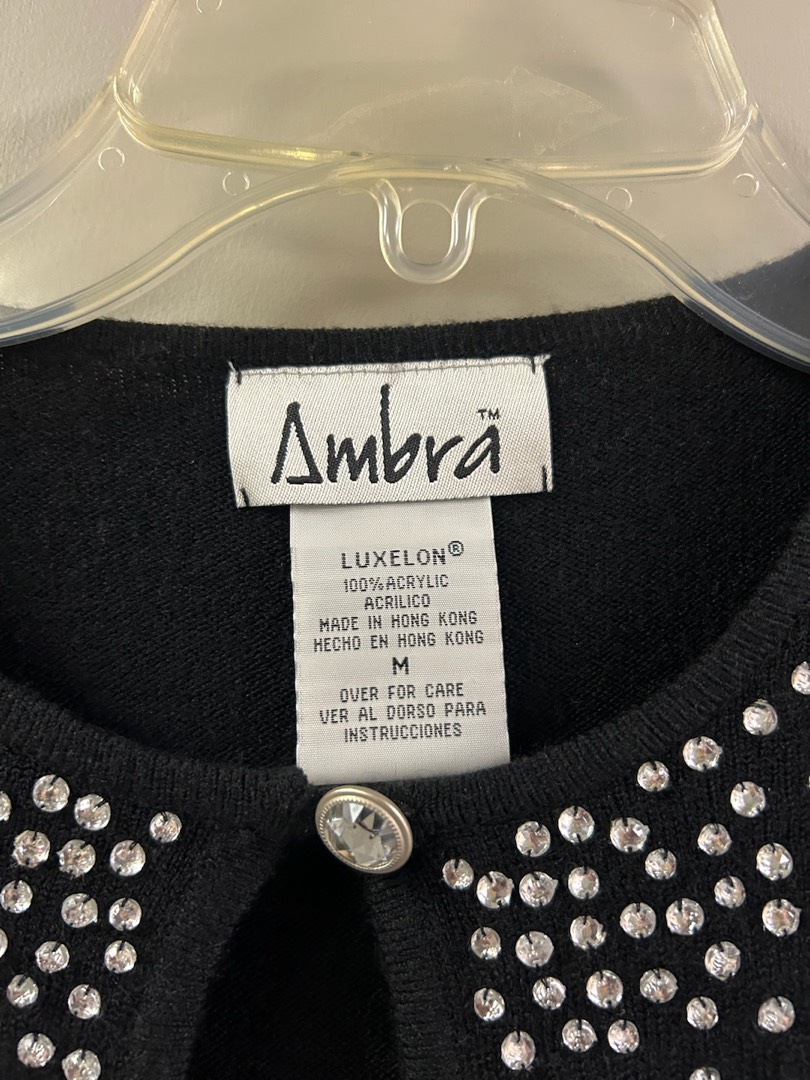 Ambra™
LUXELON®
100% ACRYLIC
ACRILICO
MADE IN HONG KONG
HECHO EN HONG KONG
M
OVER FOR CARE
VER AL DORSO PARA
INSTRUCCIONES